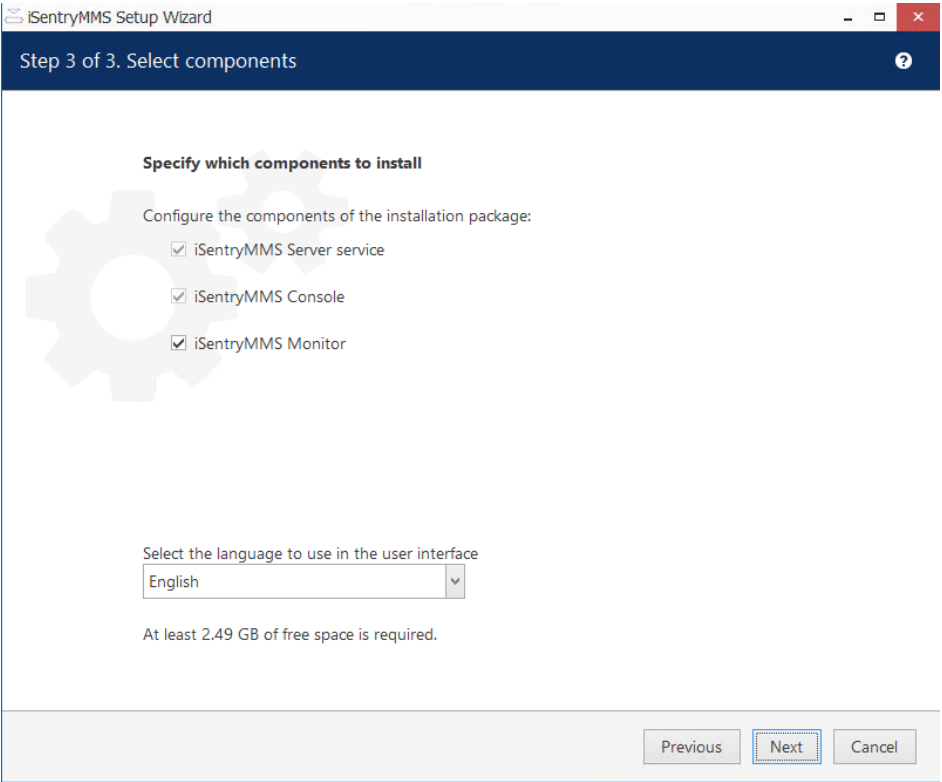 iSentryMMS Setup Wizard
Step 3 of 3. Select components
Specify which components to install
Configure the components of the installation package:
iSentryMMS Server service
iSentryMMS Console
iSentryMMS Monitor
Select the language to use in the user interface
English
At least 2.49 GB of free space is required.
Previous Next Cancel